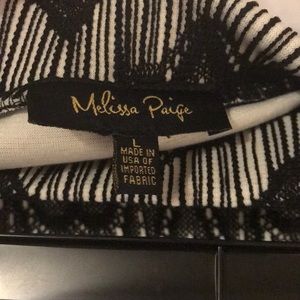 Melissa Paige
L
MADE IN
USA OF
IMPORTED
FABRIC